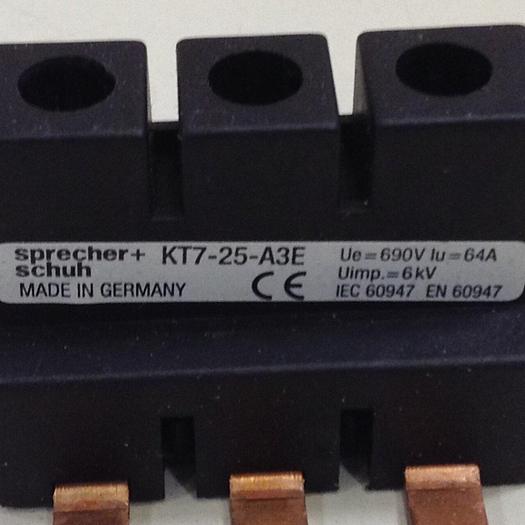 sprecher+ schuh KT7-25-A3E Ue=690V Iu=64A
Uimp.=6kV
MADE IN GERMANY CE IEC 60947 EN 60947